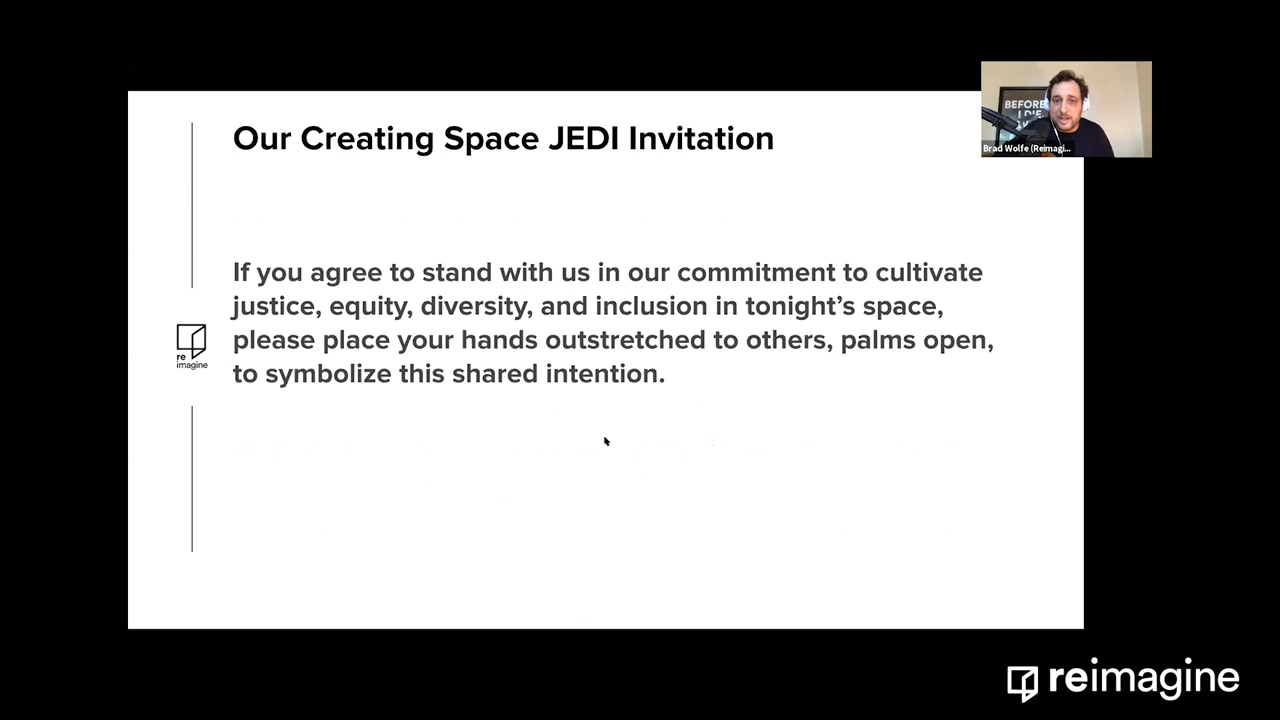 Our Creating Space JEDI Invitation
If you agree to stand with us in our commitment to cultivate
justice, equity, diversity, and inclusion in tonight’s space,
please place your hands outstretched to others, palms open,
to symbolize this shared intention.
re
imagine
BEFORE
I DIE
Brad Wolfe (Reimagi...
reimagine